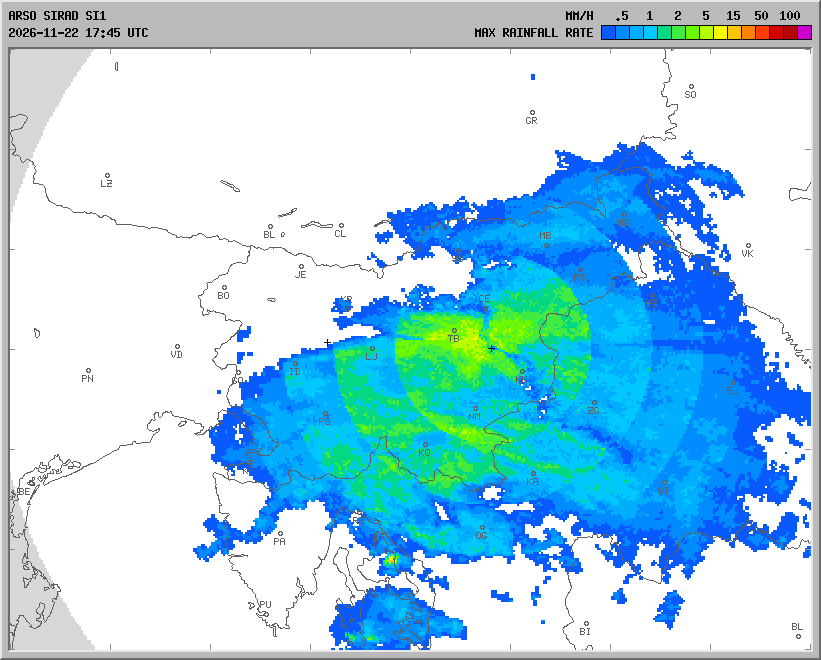 ARSO SIRAD SI1
2026-11-22 17:45 UTC
MM/H .5 1 2 5 15 50 100
MAX RAINFALL RATE
SO
GR
LZ
BL
CL
MB
VK
JE
BO
TB
VD
LJ
PN
ID
PO
NM
ZG
KO
KA
BE
OG
PA
PU
BI
BL